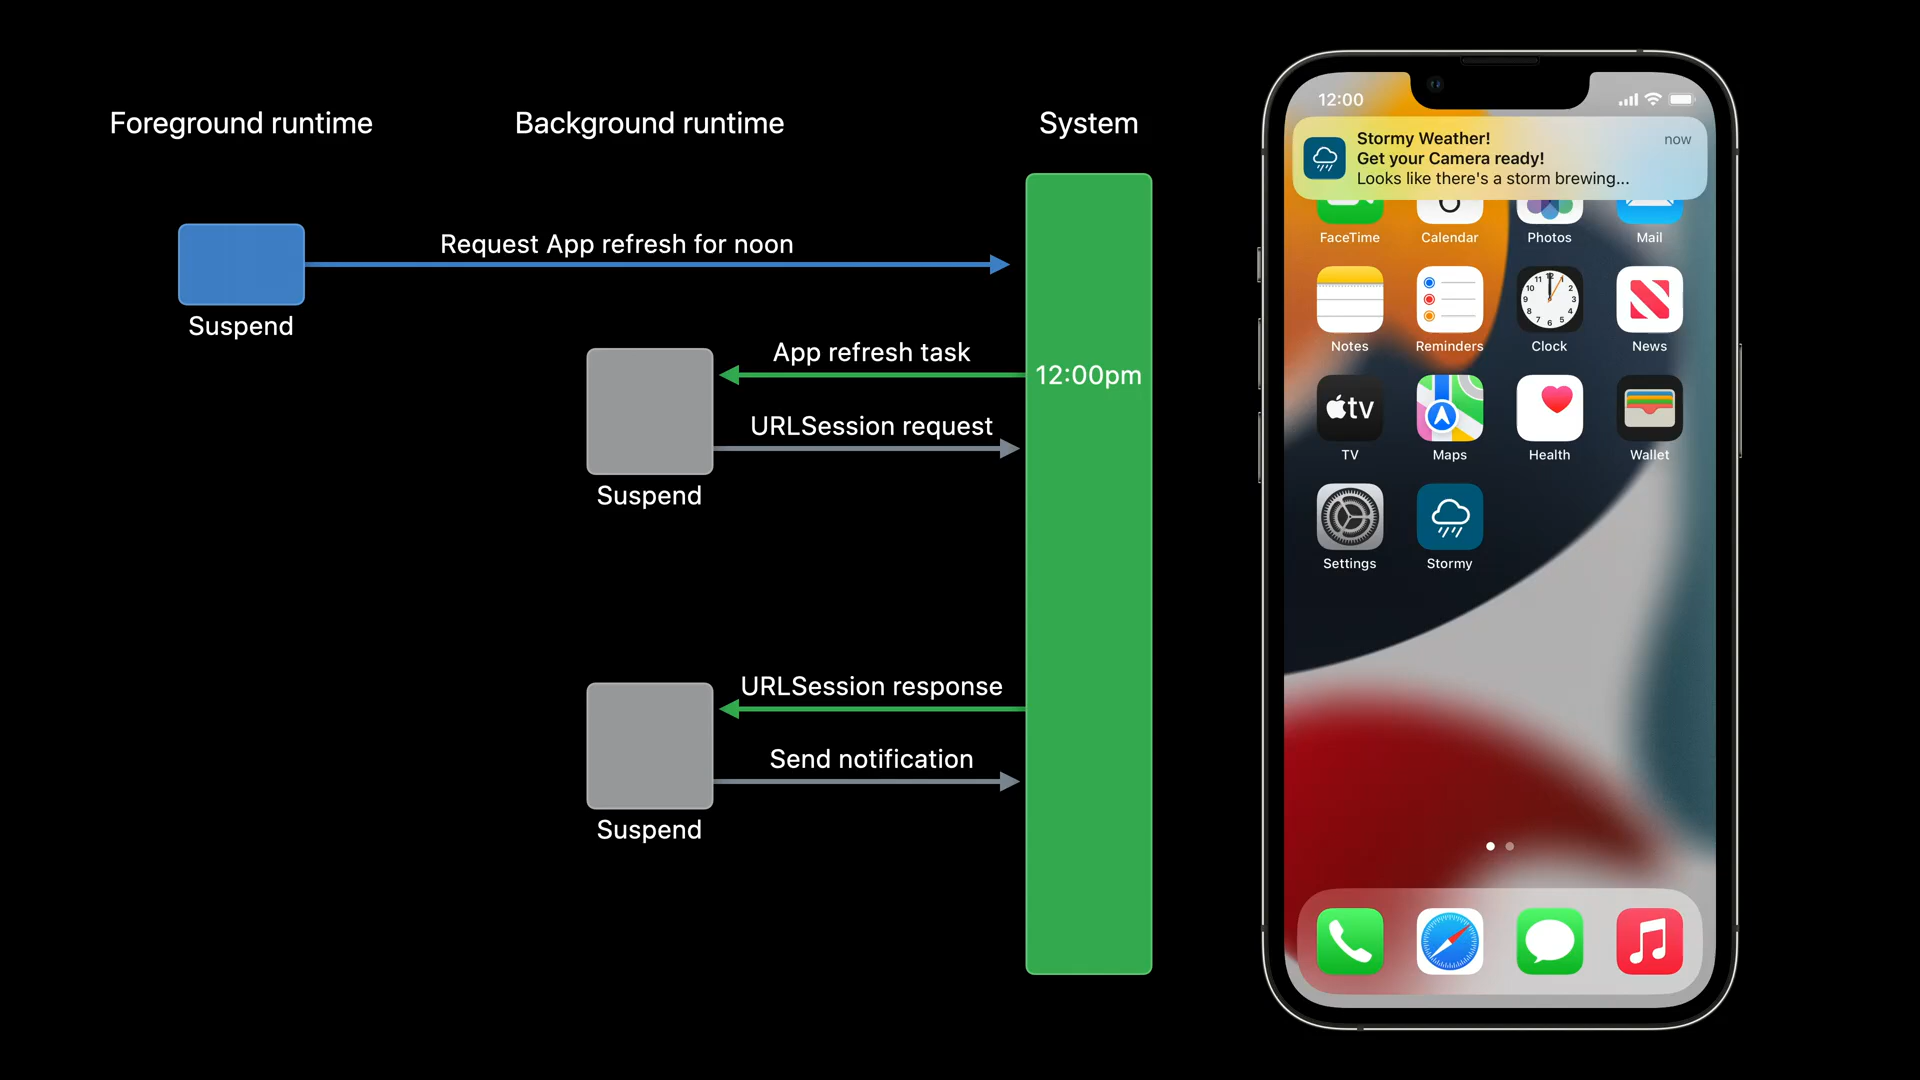 Foreground runtime
Background runtime
System
Request App refresh for noon
Suspend
App refresh task
12:00pm
URLSession request
Suspend
URLSession response
Send notification
Suspend
12:00
Stormy Weather!
now
Get your Camera ready!
Looks like there's a storm brewing...
FaceTime
Calendar
Photos
Mail
Notes
Reminders
Clock
News
tv
TV
Maps
Health
Wallet
Settings
Stormy